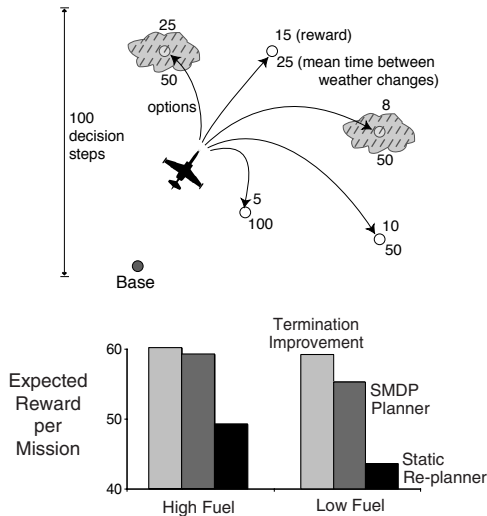 25
50
options
15 (reward)
25 (mean time between
weather changes)
8
50
100
decision
steps
5
100
10
50
Base
Expected
Reward
per
Mission
60
50
40
Termination
Improvement
SMDP
Planner
Static
Re-planner
High Fuel
Low Fuel